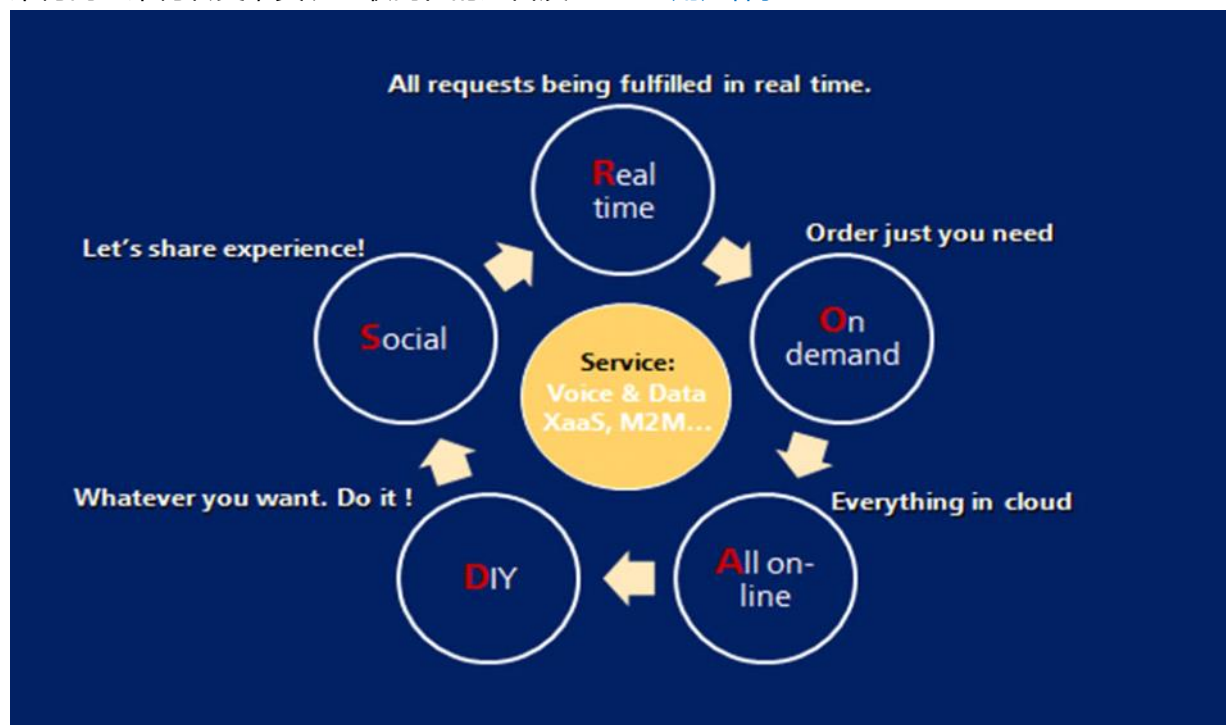 All requests being fulfilled in real time.
Real
time
Order just you need
On
demand
Everything in cloud
All on-
line
Whatever you want. Do it !
DIY
Let's share experience!
Social
Service:
Voice & Data
XaaS, M2M...